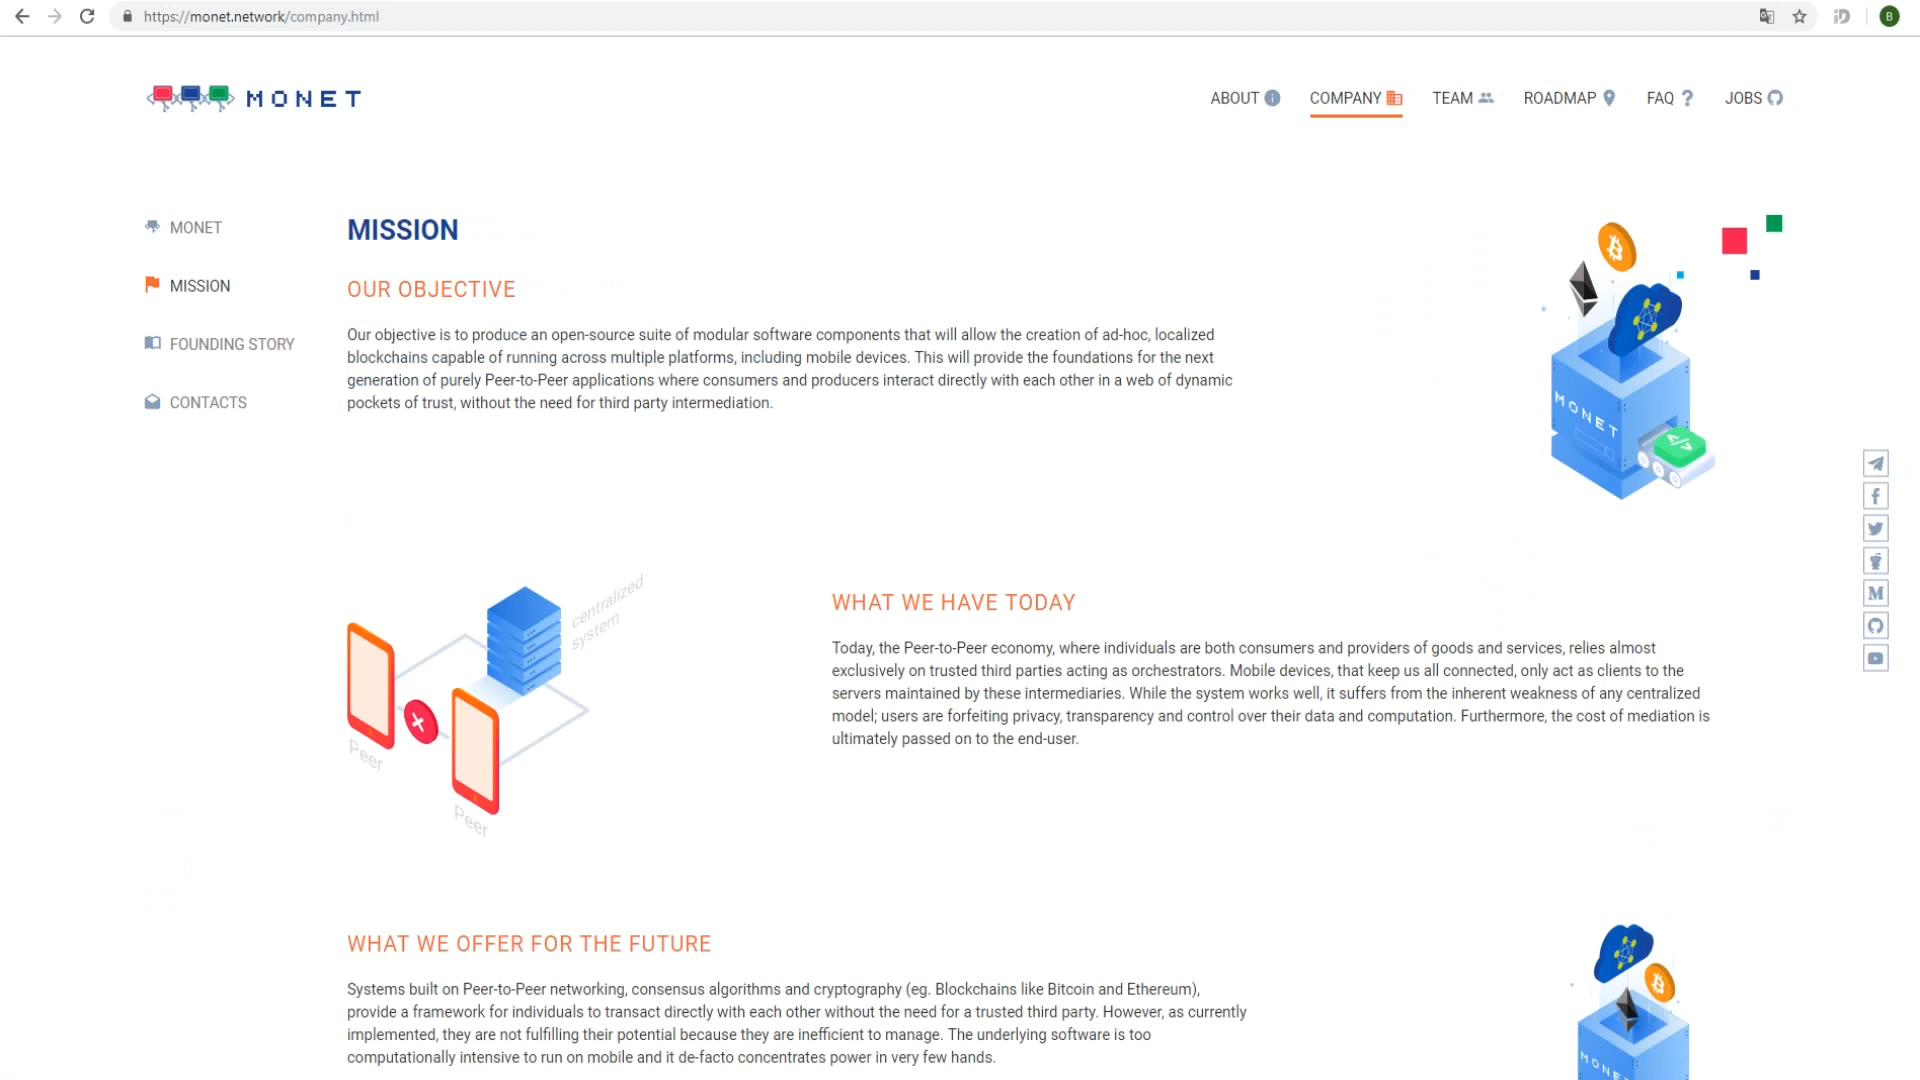 https://monet.network/company.html
B
MONET
ABOUT
COMPANY
TEAM
ROADMAP
FAQ
JOBS
MONET
MISSION
FOUNDING STORY
CONTACTS
MISSION
OUR OBJECTIVE
Our objective is to produce an open-source suite of modular software components that will allow the creation of ad-hoc, localized
blockchains capable of running across multiple platforms, including mobile devices. This will provide the foundations for the next
generation of purely Peer-to-Peer applications where consumers and producers interact directly with each other in a web of dynamic
pockets of trust, without the need for third party intermediation.
MONET
centralized
system
Peer
Peer
WHAT WE HAVE TODAY
Today, the Peer-to-Peer economy, where individuals are both consumers and providers of goods and services, relies almost
exclusively on trusted third parties acting as orchestrators. Mobile devices, that keep us all connected, only act as clients to the
servers maintained by these intermediaries. While the system works well, it suffers from the inherent weakness of any centralized
model; users are forfeiting privacy, transparency and control over their data and computation. Furthermore, the cost of mediation is
ultimately passed on to the end-user.
WHAT WE OFFER FOR THE FUTURE
Systems built on Peer-to-Peer networking, consensus algorithms and cryptography (eg. Blockchains like Bitcoin and Ethereum),
provide a framework for individuals to transact directly with each other without the need for a trusted third party. However, as currently
implemented, they are not fulfilling their potential because they are inefficient to manage. The underlying software is too
computationally intensive to run on mobile and it de-facto concentrates power in very few hands.